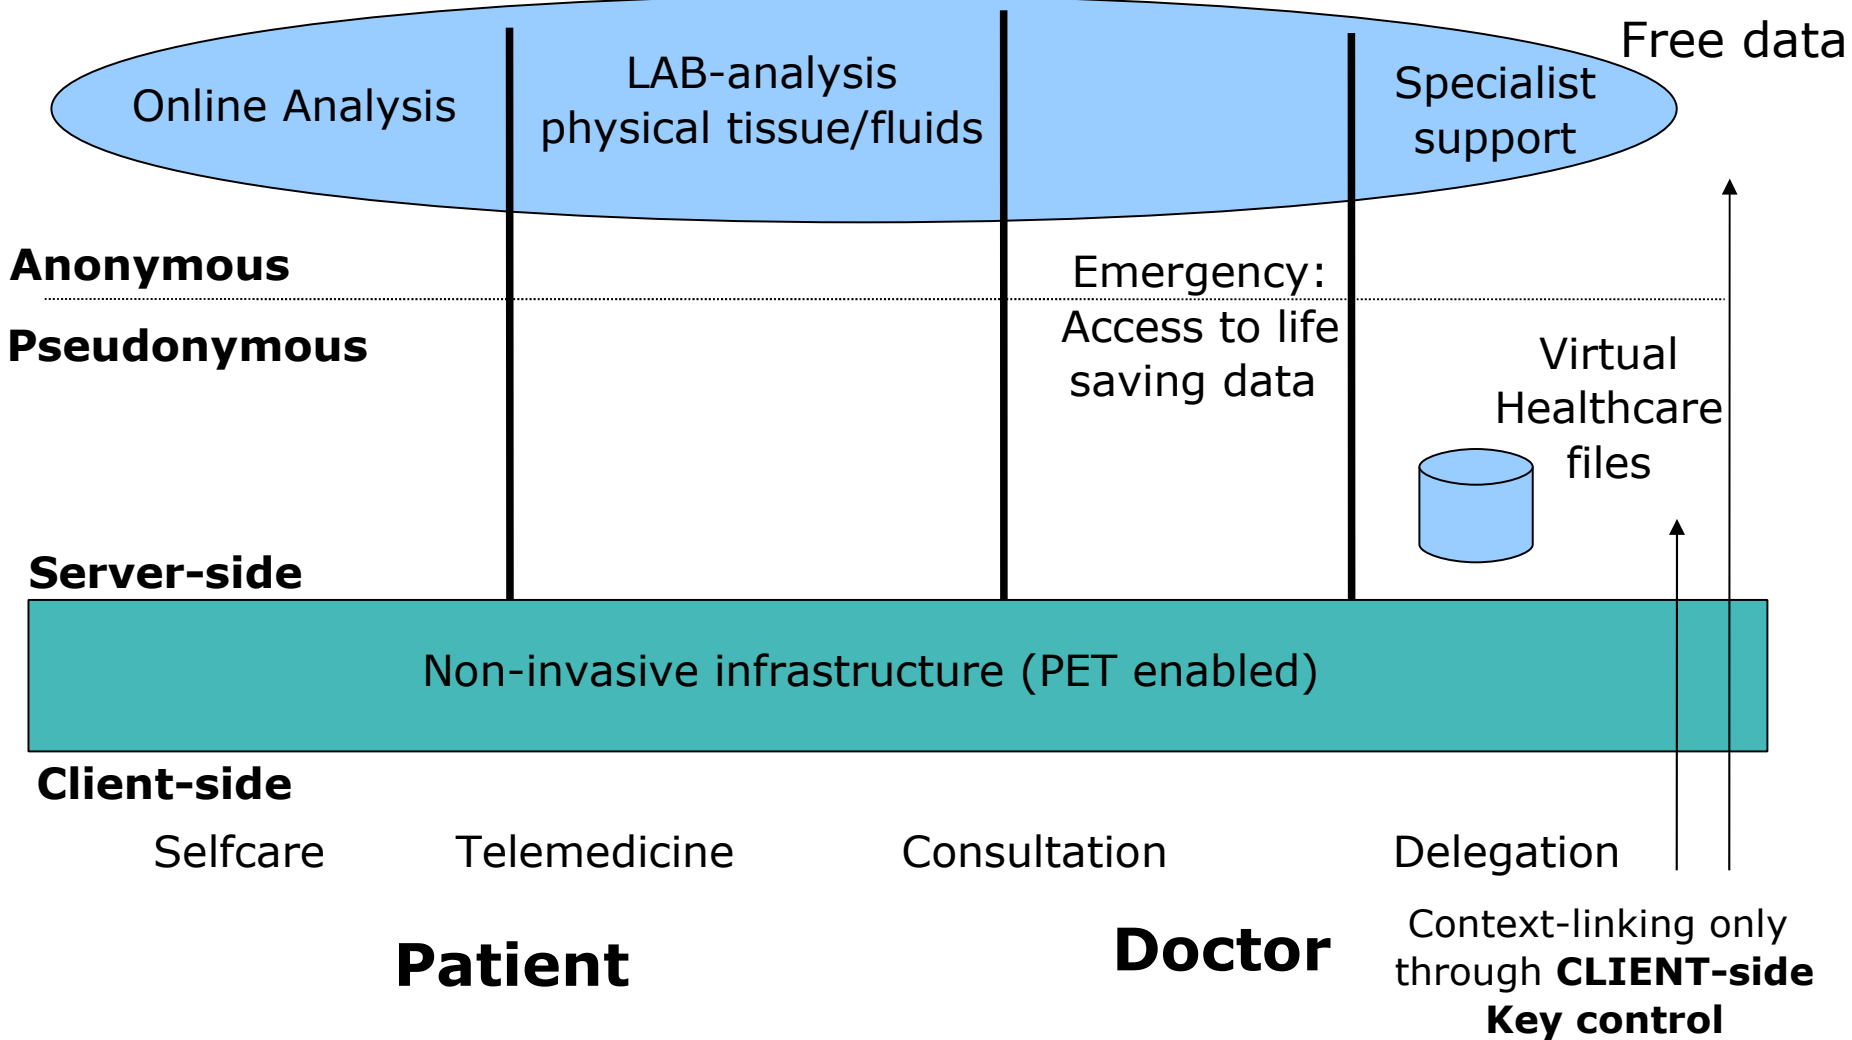 Free data
Online Analysis
LAB-analysis
physical tissue/fluids
Specialist
support
Anonymous
Pseudonymous
Emergency:
Access to life
saving data
Virtual
Healthcare
files
Server-side
Non-invasive infrastructure (PET enabled)
Client-side
Selfcare
Telemedicine
Consultation
Delegation
Patient
Doctor
Context-linking only
through CLIENT-side
Key control